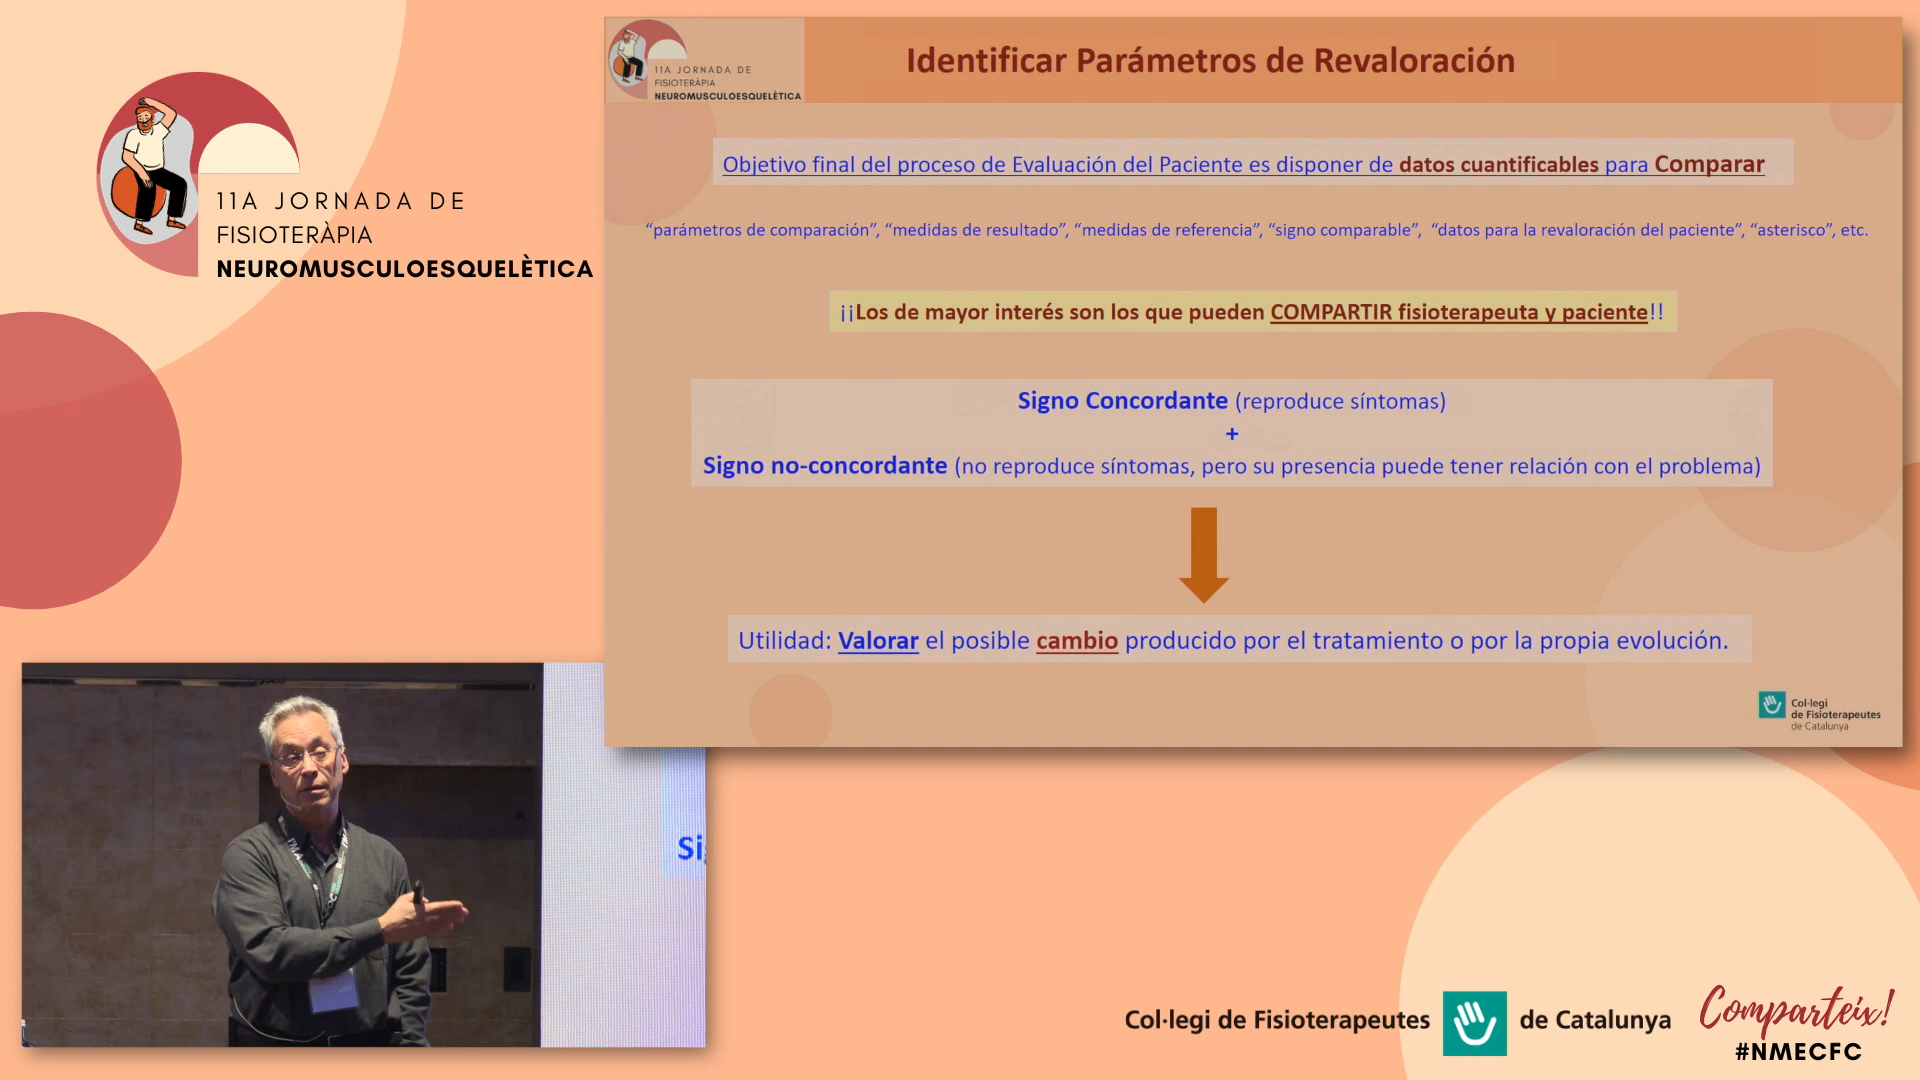 11A JORNADA DE
FISIOTERÀPIA
NEUROMUSCULOESQUELÈTICA
11A JORNADA DE
FISIOTERÀPIA
NEUROMUSCULOESQUELÈTICA
Identificar Parámetros de Revaloración
Objetivo final del proceso de Evaluación del Paciente es disponer de datos cuantificables para Comparar
“parámetros de comparación”, “medidas de resultado”, “medidas de referencia”, “signo comparable”, “datos para la revaloración del paciente”, “asterisco”, etc.
¡¡Los de mayor interés son los que pueden COMPARTIR fisioterapeuta y paciente!!
Signo Concordante (reproduce síntomas)
+
Signo no-concordante (no reproduce síntomas, pero su presencia puede tener relación con el problema)
Utilidad: Valorar el posible cambio producido por el tratamiento o por la propia evolución.
Col·legi
de Fisioterapeutes
de Catalunya
Col·legi de Fisioterapeutes de Catalunya
Comparteix!
#NMECFC